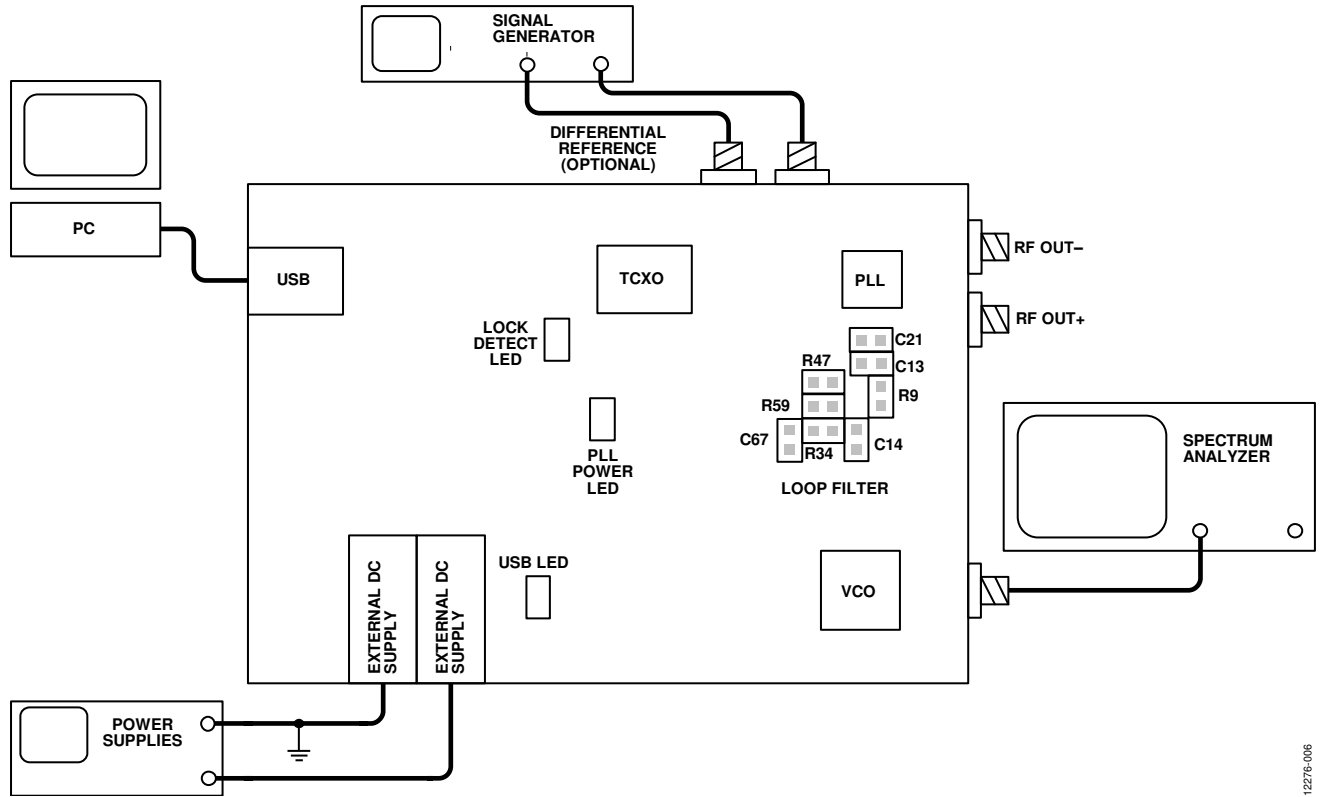 SIGNAL
GENERATOR
DIFFERENTIAL
REFERENCE
(OPTIONAL)
PC
USB
TCXO
PLL
RF OUT–
RF OUT+
LOCK
DETECT
LED
C21
C13
R47
R9
R59
C67
R34
C14
PLL
POWER
LED
LOOP FILTER
SPECTRUM
ANALYZER
USB LED
VCO
EXTERNAL DC
SUPPLY
EXTERNAL DC
SUPPLY
POWER
SUPPLIES
12276-006